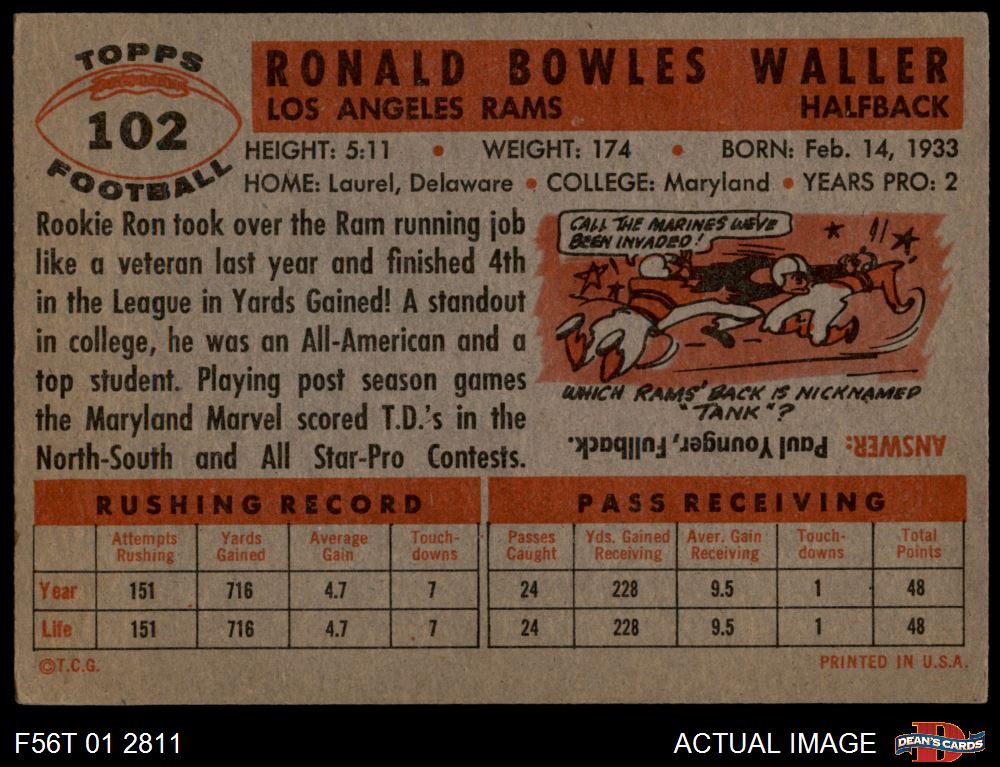 TOPPS
102
FOOTBALL
RONALD BOWLES WALLER
LOS ANGELES RAMS HALFBACK
HEIGHT: 5:11 • WEIGHT: 174 • BORN: Feb. 14, 1933
HOME: Laurel, Delaware • COLLEGE: Maryland • YEARS PRO: 2
Rookie Ron took over the Ram running job
like a veteran last year and finished 4th
in the League in Yards Gained! A standout
in college, he was an All-American and a
top student. Playing post season games
the Maryland Marvel scored T.D.'s in the
North-South and All Star-Pro Contests.
CALL THE MARINES WE'VE
BEEN INVADED!
WHICH RAMS' BACK IS NICKNAMED
"TANK"?
ANSWER: Paul Younger, Fullback.
RUSHING RECORD
Attempts Rushing Yards Gained Average Gain Touch-downs
Year 151 716 4.7 7
Life 151 716 4.7 7
PASS RECEIVING
Passes Caught Yds. Gained Receiving Aver. Gain Receiving Touch-downs Total Points
24 228 9.5 1 48
24 228 9.5 1 48
©T.C.G. PRINTED IN U.S.A.
F56T 01 2811 ACTUAL IMAGE DEAN'S CARDS